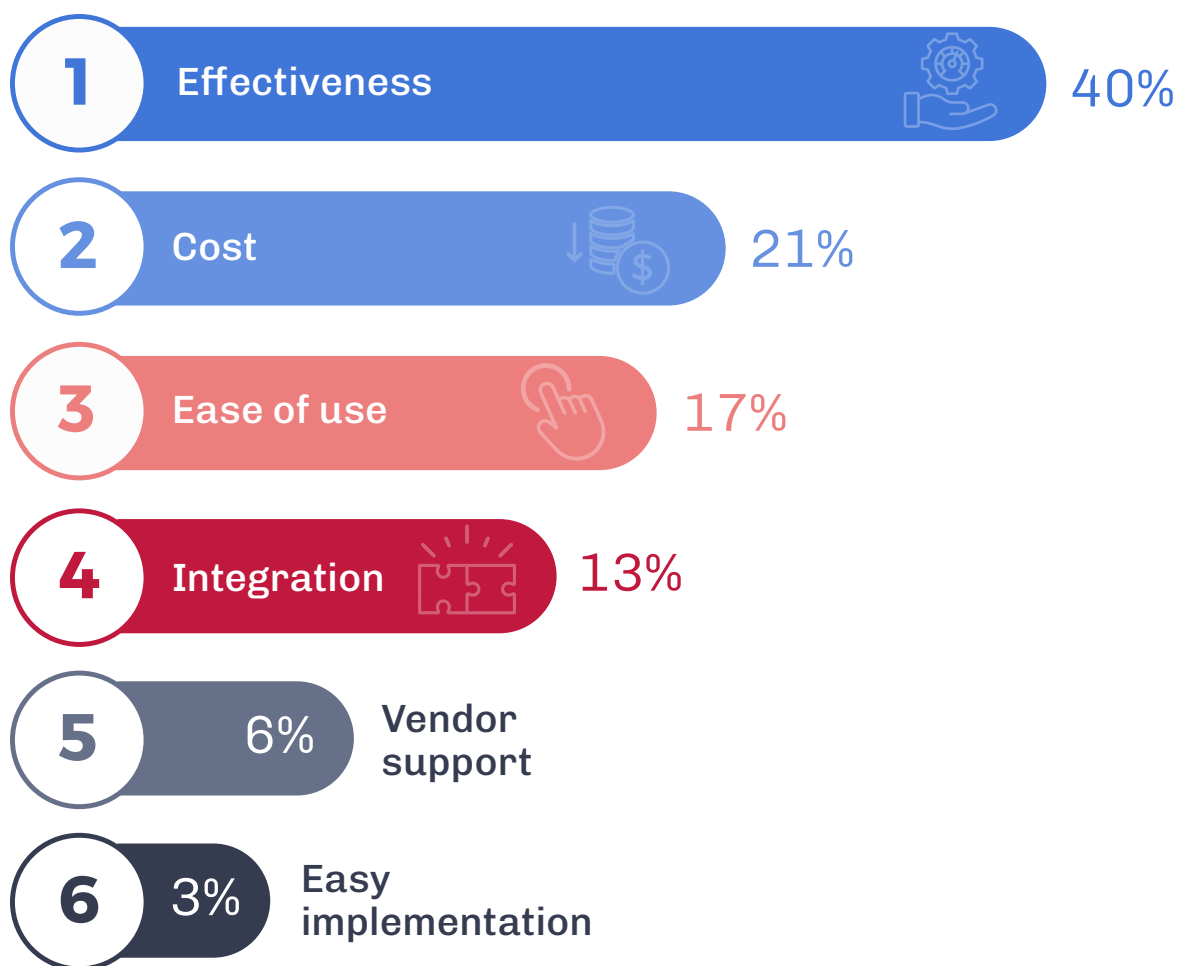 1 Effectiveness 40%
2 Cost 21%
3 Ease of use 17%
4 Integration 13%
5 6% Vendor
support
6 3% Easy
implementation